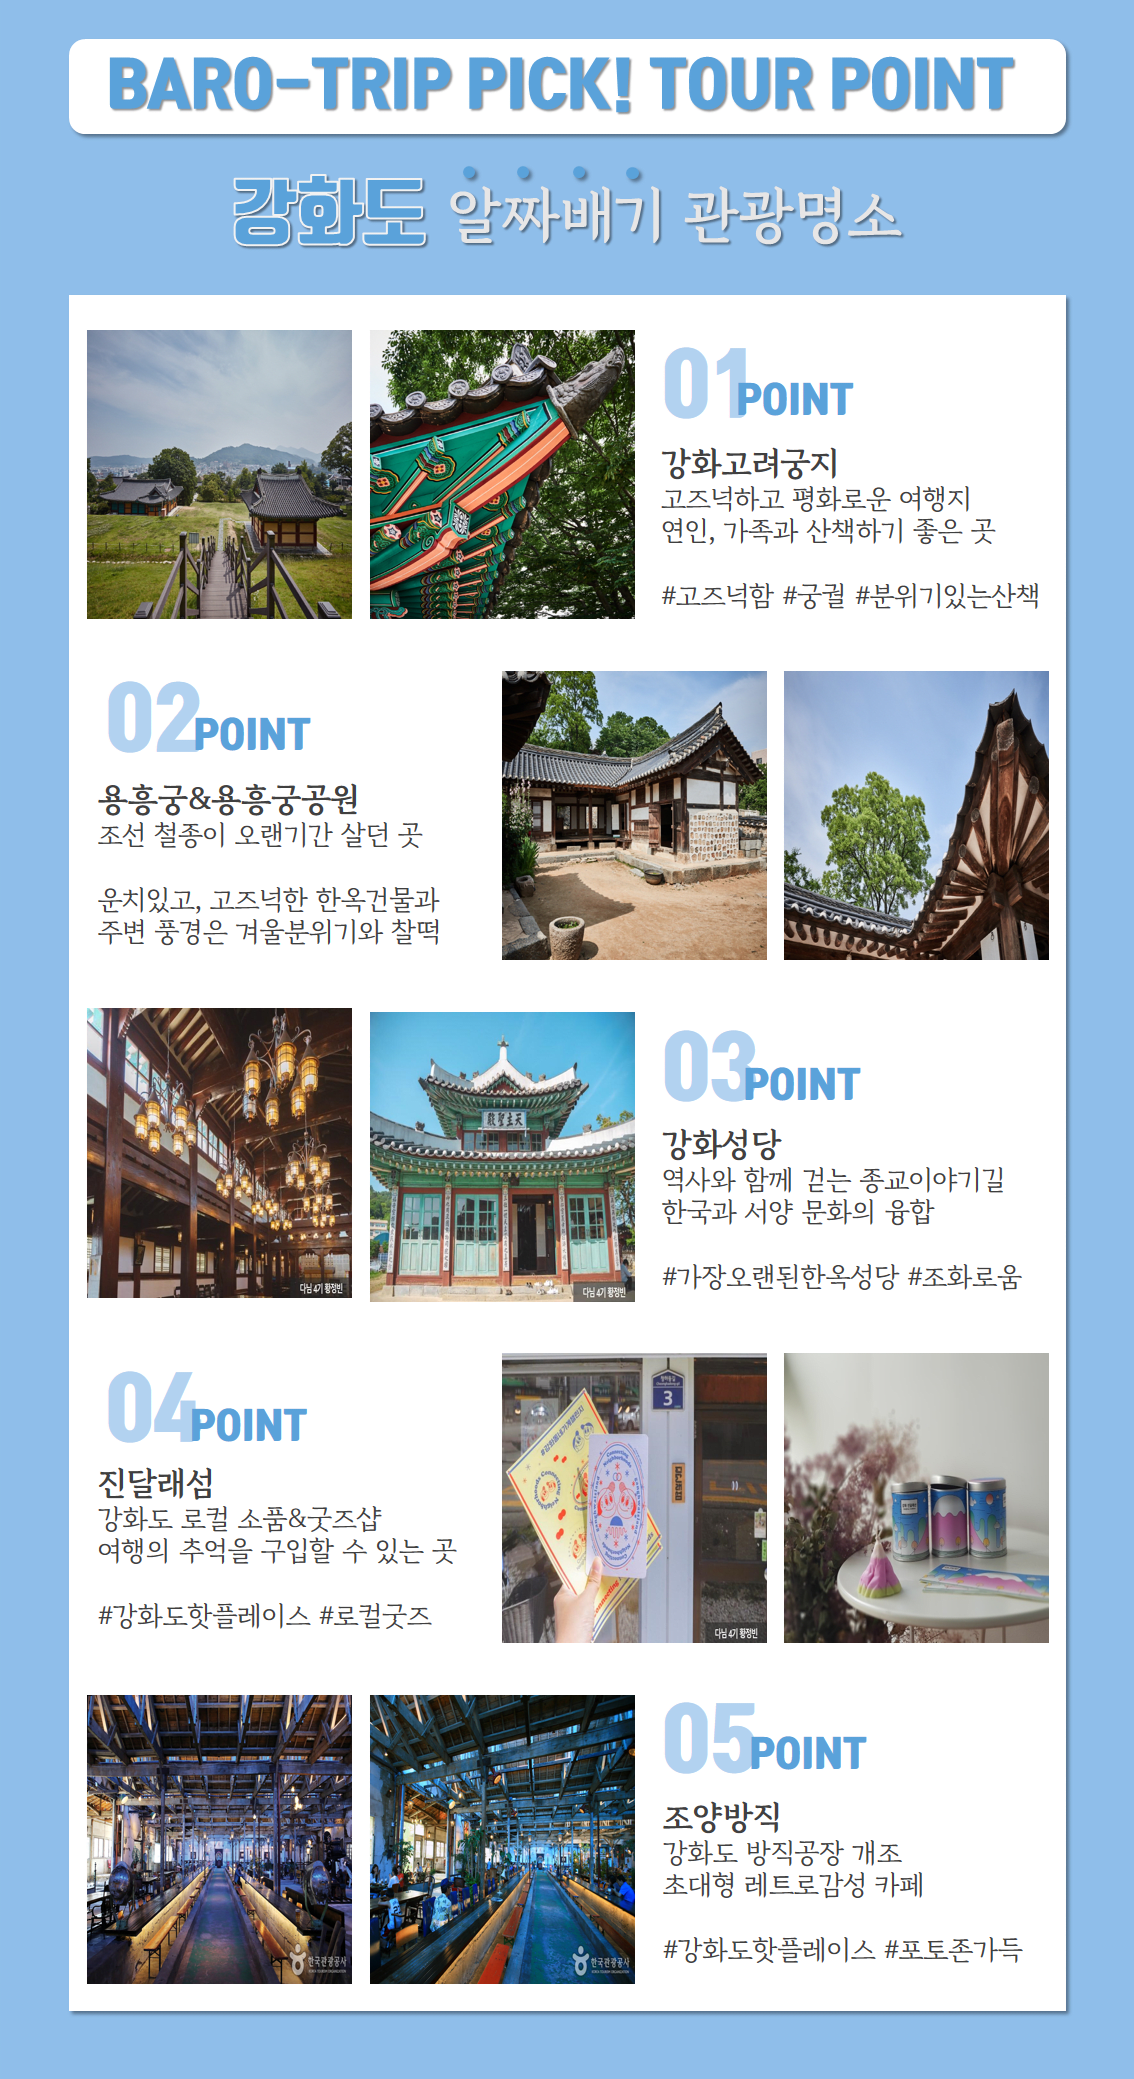 BARO-TRIP PICK! TOUR POINT
강화도 알짜배기 관광명소
01 POINT
강화고려궁지
고즈넉하고 평화로운 여행지
연인, 가족과 산책하기 좋은 곳
#고즈넉함 #궁궐 #분위기있는산책
02 POINT
용흥궁&용흥궁공원
조선 철종이 오랜기간 살던 곳
운치있고, 고즈넉한 한옥건물과
주변 풍경은 겨울분위기와 찰떡
天主聖殿
다님 4기 황정빈
다님 4기 황정빈
03 POINT
강화성당
역사와 함께 걷는 종교이야기길
한국과 서양 문화의 융합
#가장오랜된한옥성당 #조화로움
04 POINT
진달래섬
강화도 로컬 소품&굿즈샵
여행의 추억을 구입할 수 있는 곳
#강화도핫플레이스 #로컬굿즈
3
다님 4기 황정빈
한국관광공사
한국관광공사
05 POINT
조양방직
강화도 방직공장 개조
초대형 레트로감성 카페
#강화도핫플레이스 #포토존가득